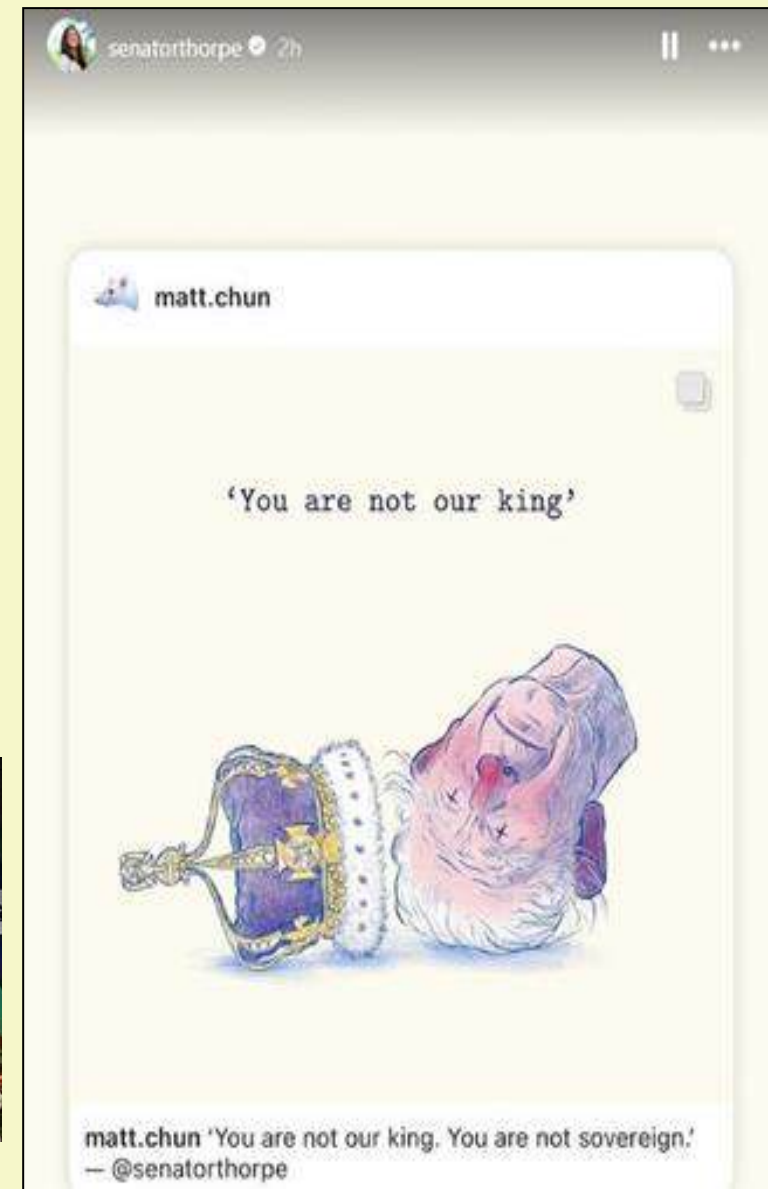 senatorthorpe 2h
matt.chun
‘You are not our king’
matt.chun ‘You are not our king. You are not sovereign.’
— @senatorthorpe